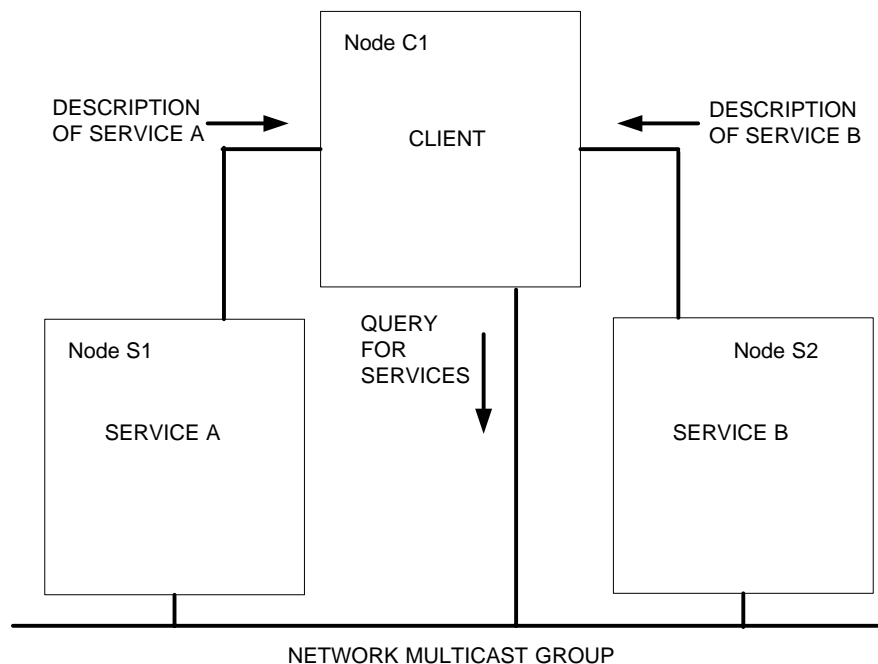 Node C1
DESCRIPTION
OF SERVICE A
CLIENT
DESCRIPTION
OF SERVICE B
QUERY
FOR
SERVICES
Node S1
SERVICE A
Node S2
SERVICE B
NETWORK MULTICAST GROUP